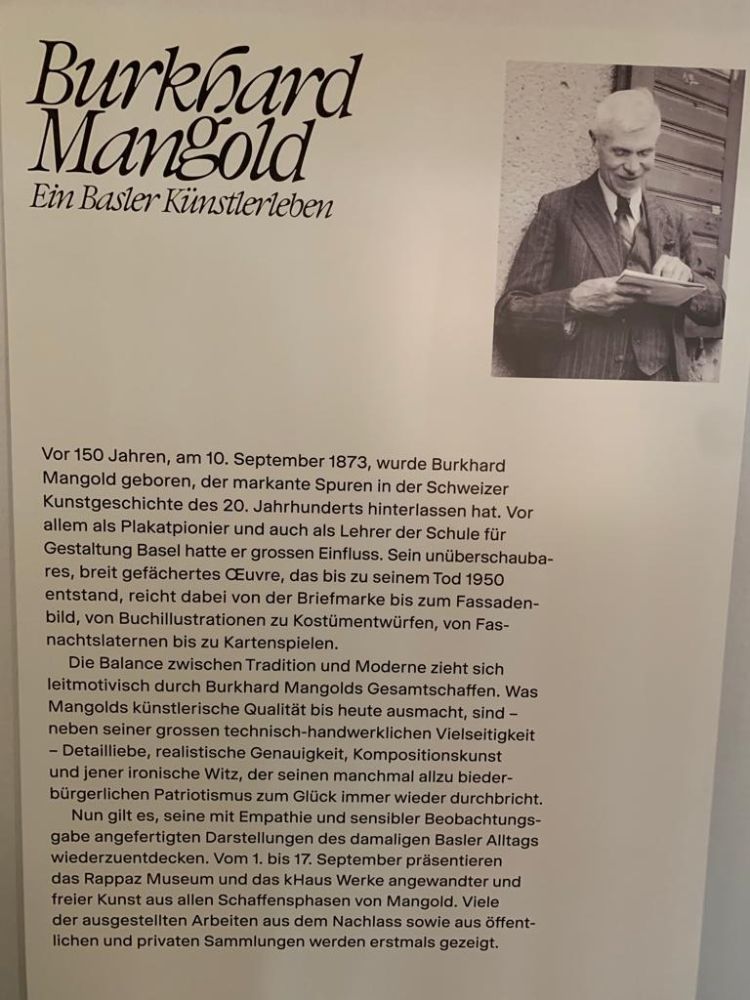 Burkhard
Mangold
Ein Basler Künstlerleben
Vor 150 Jahren, am 10. September 1873, wurde Burkhard
Mangold geboren, der markante Spuren in der Schweizer
Kunstgeschichte des 20. Jahrhunderts hinterlassen hat. Vor
allem als Plakatpionier und auch als Lehrer der Schule für
Gestaltung Basel hatte er grossen Einfluss. Sein unüberschauba-
res, breit gefächertes Œuvre, das bis zu seinem Tod 1950
entstand, reicht dabei von der Briefmarke bis zum Fassaden-
bild, von Buchillustrationen zu Kostümentwürfen, von Fas-
nachtslaternen bis zu Kartenspielen.
Die Balance zwischen Tradition und Moderne zieht sich
leitmotivisch durch Burkhard Mangolds Gesamtschaffen. Was
Mangolds künstlerische Qualität bis heute ausmacht, sind –
neben seiner grossen technisch-handwerklichen Vielseitigkeit
– Detailliebe, realistische Genauigkeit, Kompositionskunst
und jener ironische Witz, der seinen manchmal allzu bieder-
bürgerlichen Patriotismus zum Glück immer wieder durchbricht.
Nun gilt es, seine mit Empathie und sensibler Beobachtungs-
gabe angefertigten Darstellungen des damaligen Basler Alltags
wiederzuentdecken. Vom 1. bis 17. September präsentieren
das Rappaz Museum und das kHaus Werke angewandter und
freier Kunst aus allen Schaffensphasen von Mangold. Viele
der ausgestellten Arbeiten aus dem Nachlass sowie aus öffent-
lichen und privaten Sammlungen werden erstmals gezeigt.